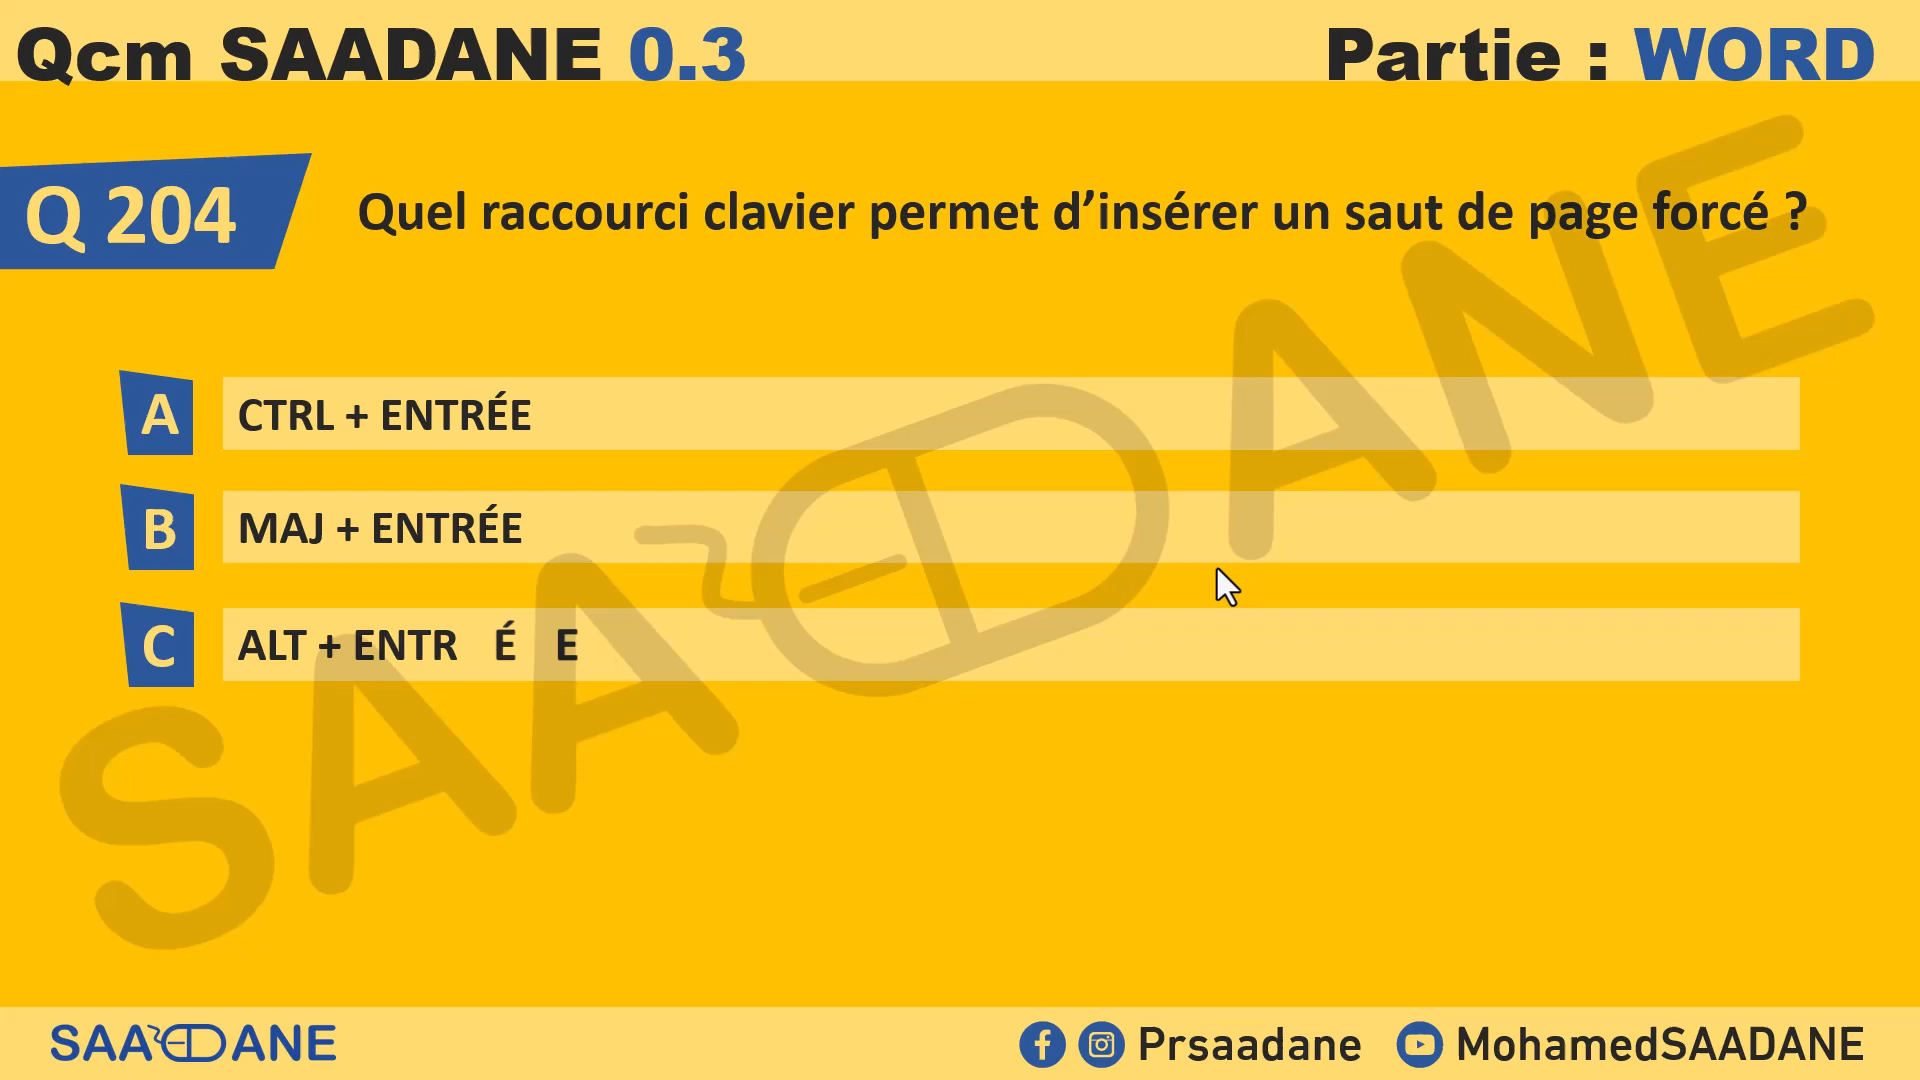 Qcm SAADANE 0.3
Partie : WORD
Q 204
Quel raccourci clavier permet d’insérer un saut de page forcé ?
A
CTRL + ENTRÉE
B
MAJ + ENTRÉE
C
ALT + ENTR É E
SAADANE
SAADANE
Prsaadane
MohamedSAADANE